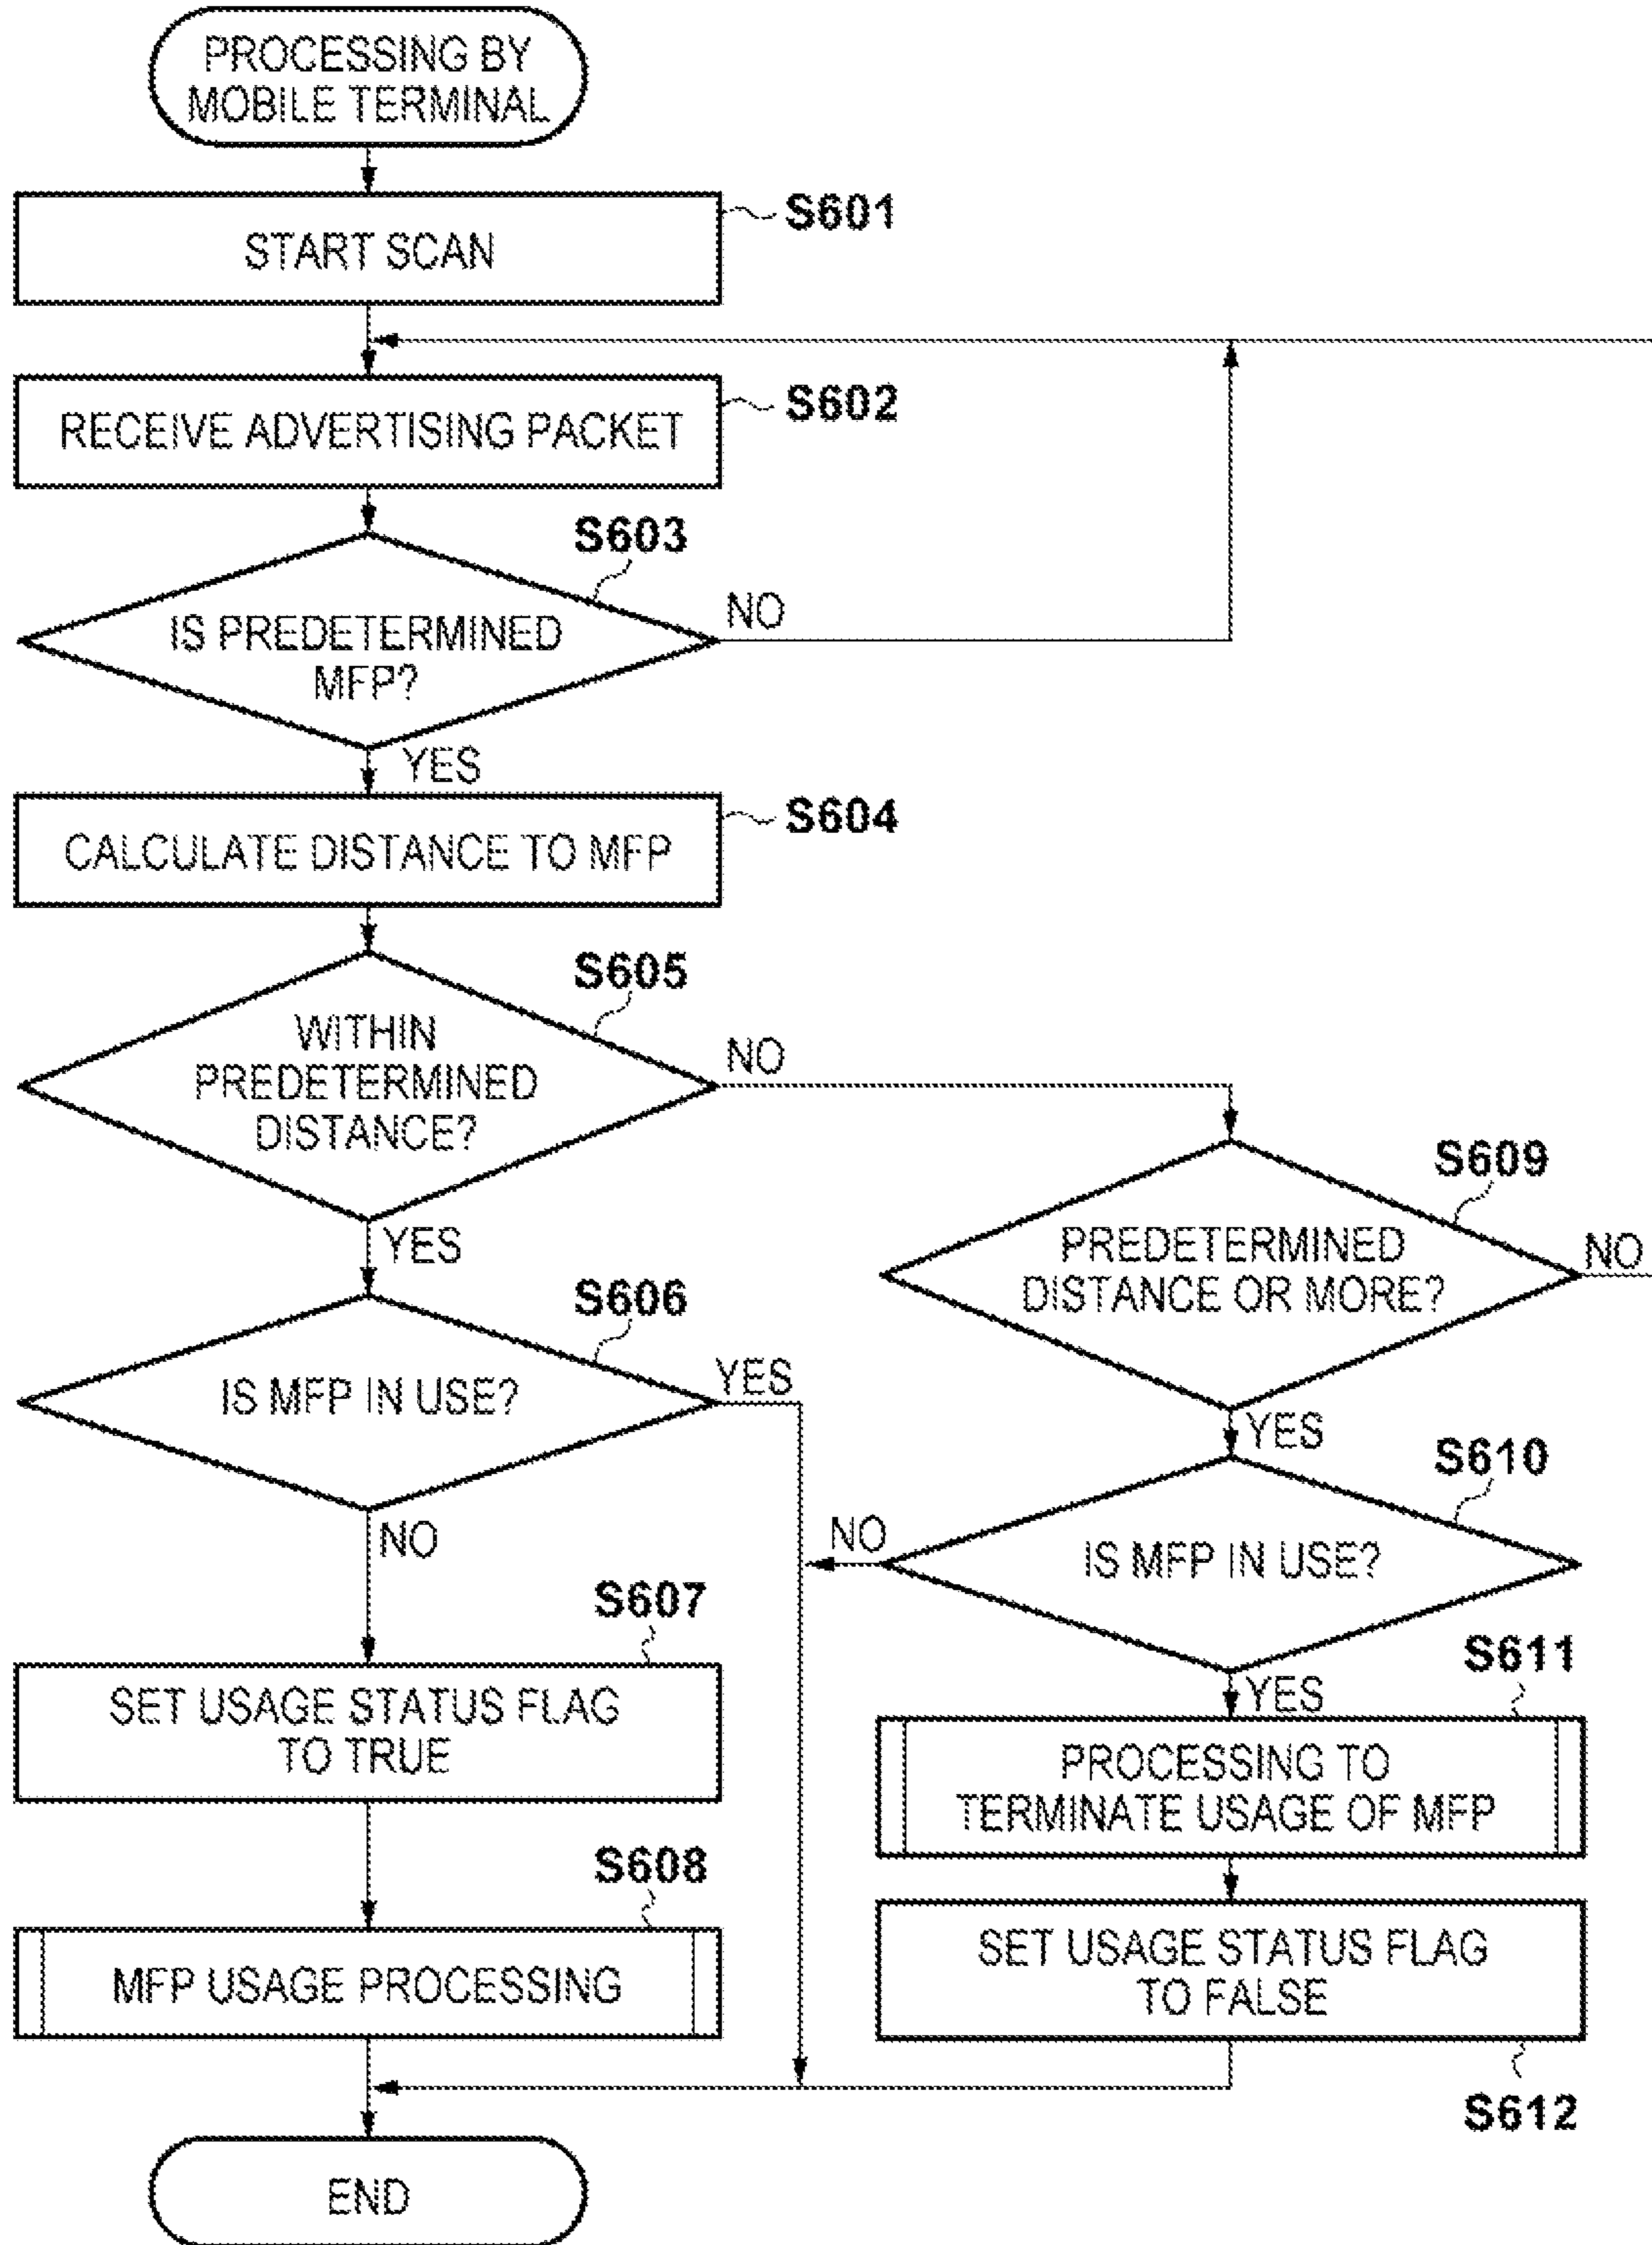 PROCESSING BY
MOBILE TERMINAL
S601
START SCAN
S602
RECEIVE ADVERTISING PACKET
S603
IS PREDETERMINED
MFP?
NO
YES
S604
CALCULATE DISTANCE TO MFP
S605
WITHIN
PREDETERMINED
DISTANCE?
NO
YES
S609
PREDETERMINED
DISTANCE OR MORE?
NO
YES
S606
IS MFP IN USE?
YES
NO
S610
IS MFP IN USE?
NO
YES
S607
SET USAGE STATUS FLAG
TO TRUE
S611
PROCESSING TO
TERMINATE USAGE OF MFP
S608
MFP USAGE PROCESSING
SET USAGE STATUS FLAG
TO FALSE
S612
END